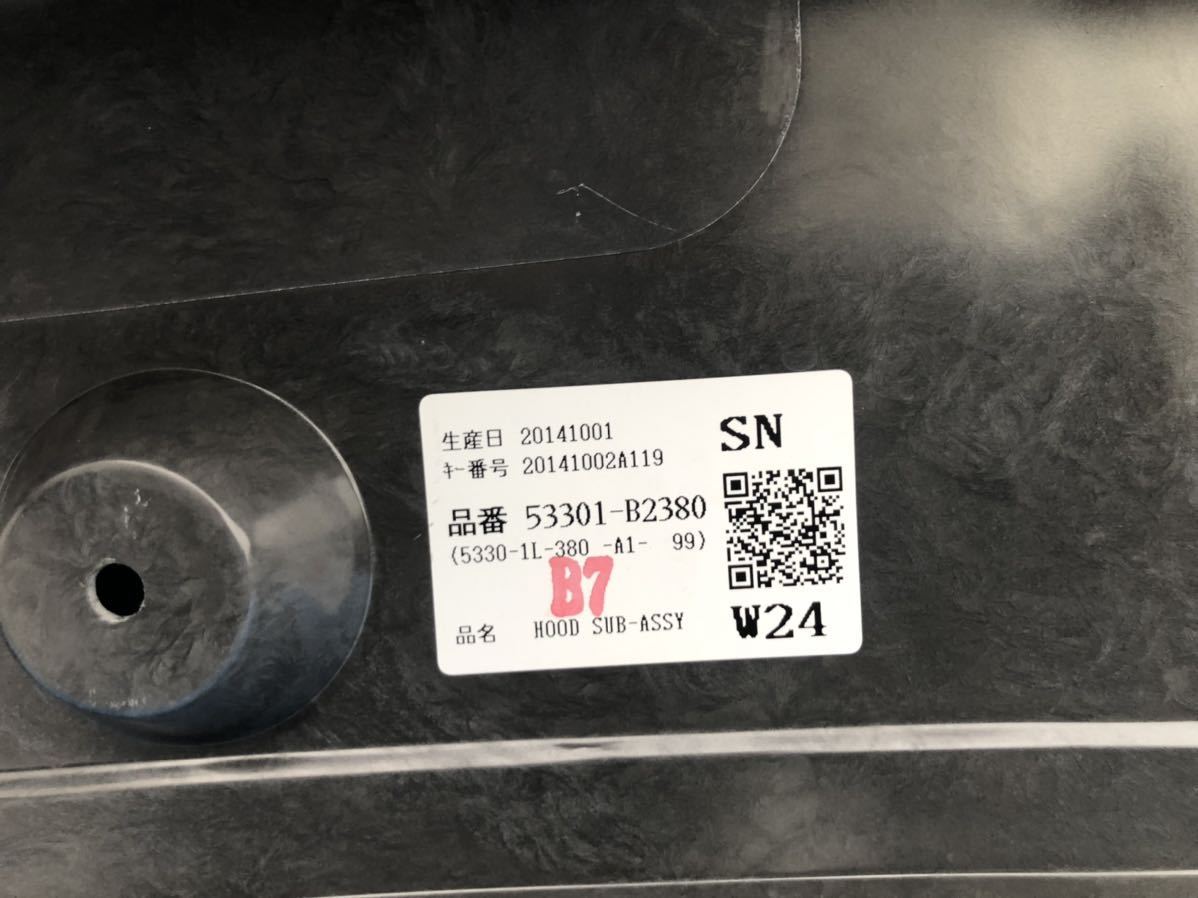 生産日 20141001
ｷｰ番号 20141002A119
品番 53301-B2380
(5330-1L-380 -A1- 99)
B7
品名 HOOD SUB-ASSY
SN
W24